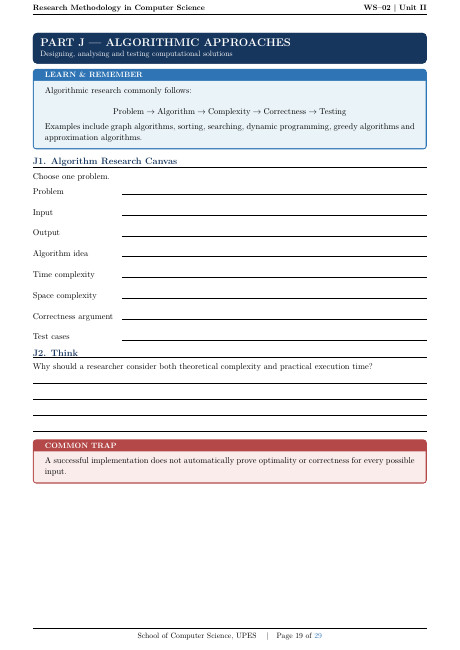 Research Methodology in Computer Science WS–02 | Unit II
PART J — ALGORITHMIC APPROACHES
Designing, analysing and testing computational solutions
LEARN & REMEMBER
Algorithmic research commonly follows:
Problem → Algorithm → Complexity → Correctness → Testing
Examples include graph algorithms, sorting, searching, dynamic programming, greedy algorithms and
approximation algorithms.
J1. Algorithm Research Canvas
Choose one problem.
Problem
Input
Output
Algorithm idea
Time complexity
Space complexity
Correctness argument
Test cases
J2. Think
Why should a researcher consider both theoretical complexity and practical execution time?
COMMON TRAP
A successful implementation does not automatically prove optimality or correctness for every possible
input.
School of Computer Science, UPES | Page 19 of 29